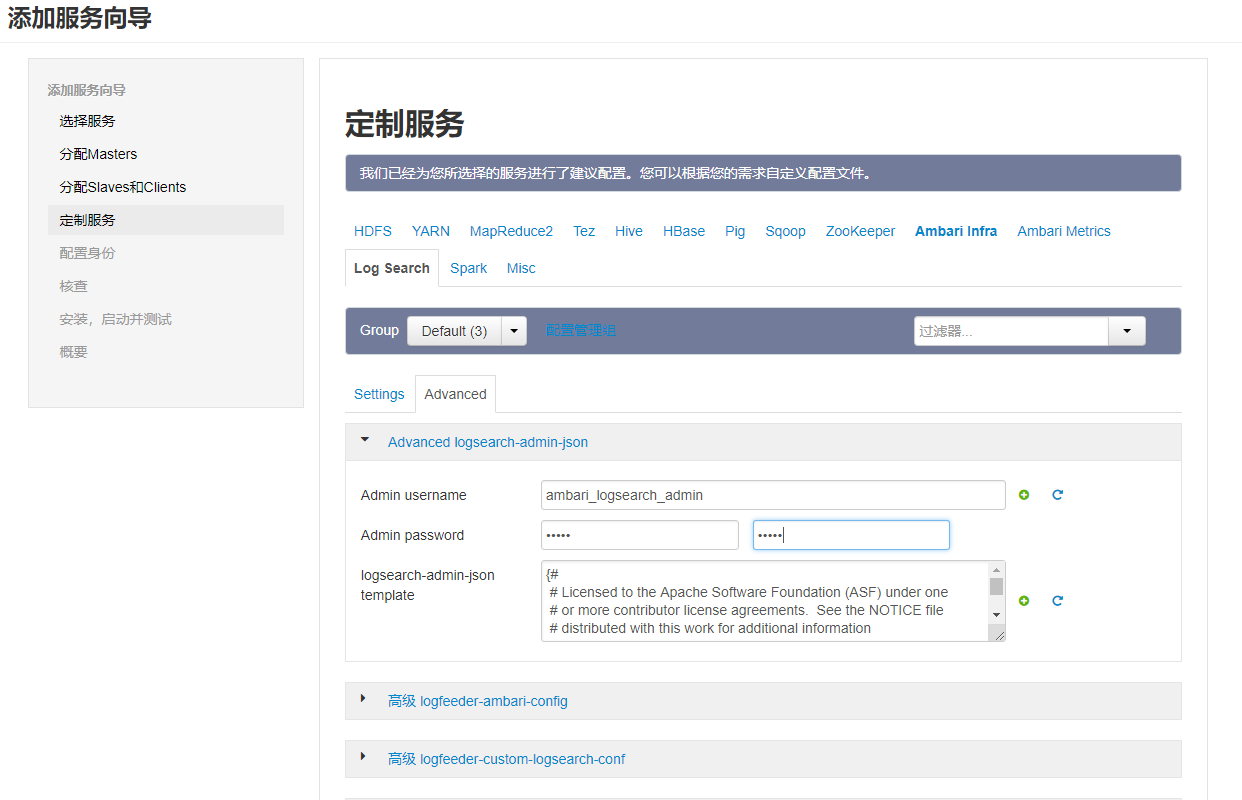 添加服务向导
添加服务向导
选择服务
分配Masters
分配Slaves和Clients
定制服务
配置身份
核查
安装，启动并测试
概要
定制服务
我们已经为您所选择的服务进行了建议配置。您可以根据您的需求自定义配置文件。
HDFS YARN MapReduce2 Tez Hive HBase Pig Sqoop ZooKeeper Ambari Infra Ambari Metrics
Log Search Spark Misc
Group Default (3) 配置管理组 过滤器...
Settings Advanced
Advanced logsearch-admin-json
Admin username ambari_logsearch_admin
Admin password ••••• •••••
logsearch-admin-json template
{#
# Licensed to the Apache Software Foundation (ASF) under one
# or more contributor license agreements. See the NOTICE file
# distributed with this work for additional information
高级 logfeeder-ambari-config
高级 logfeeder-custom-logsearch-conf